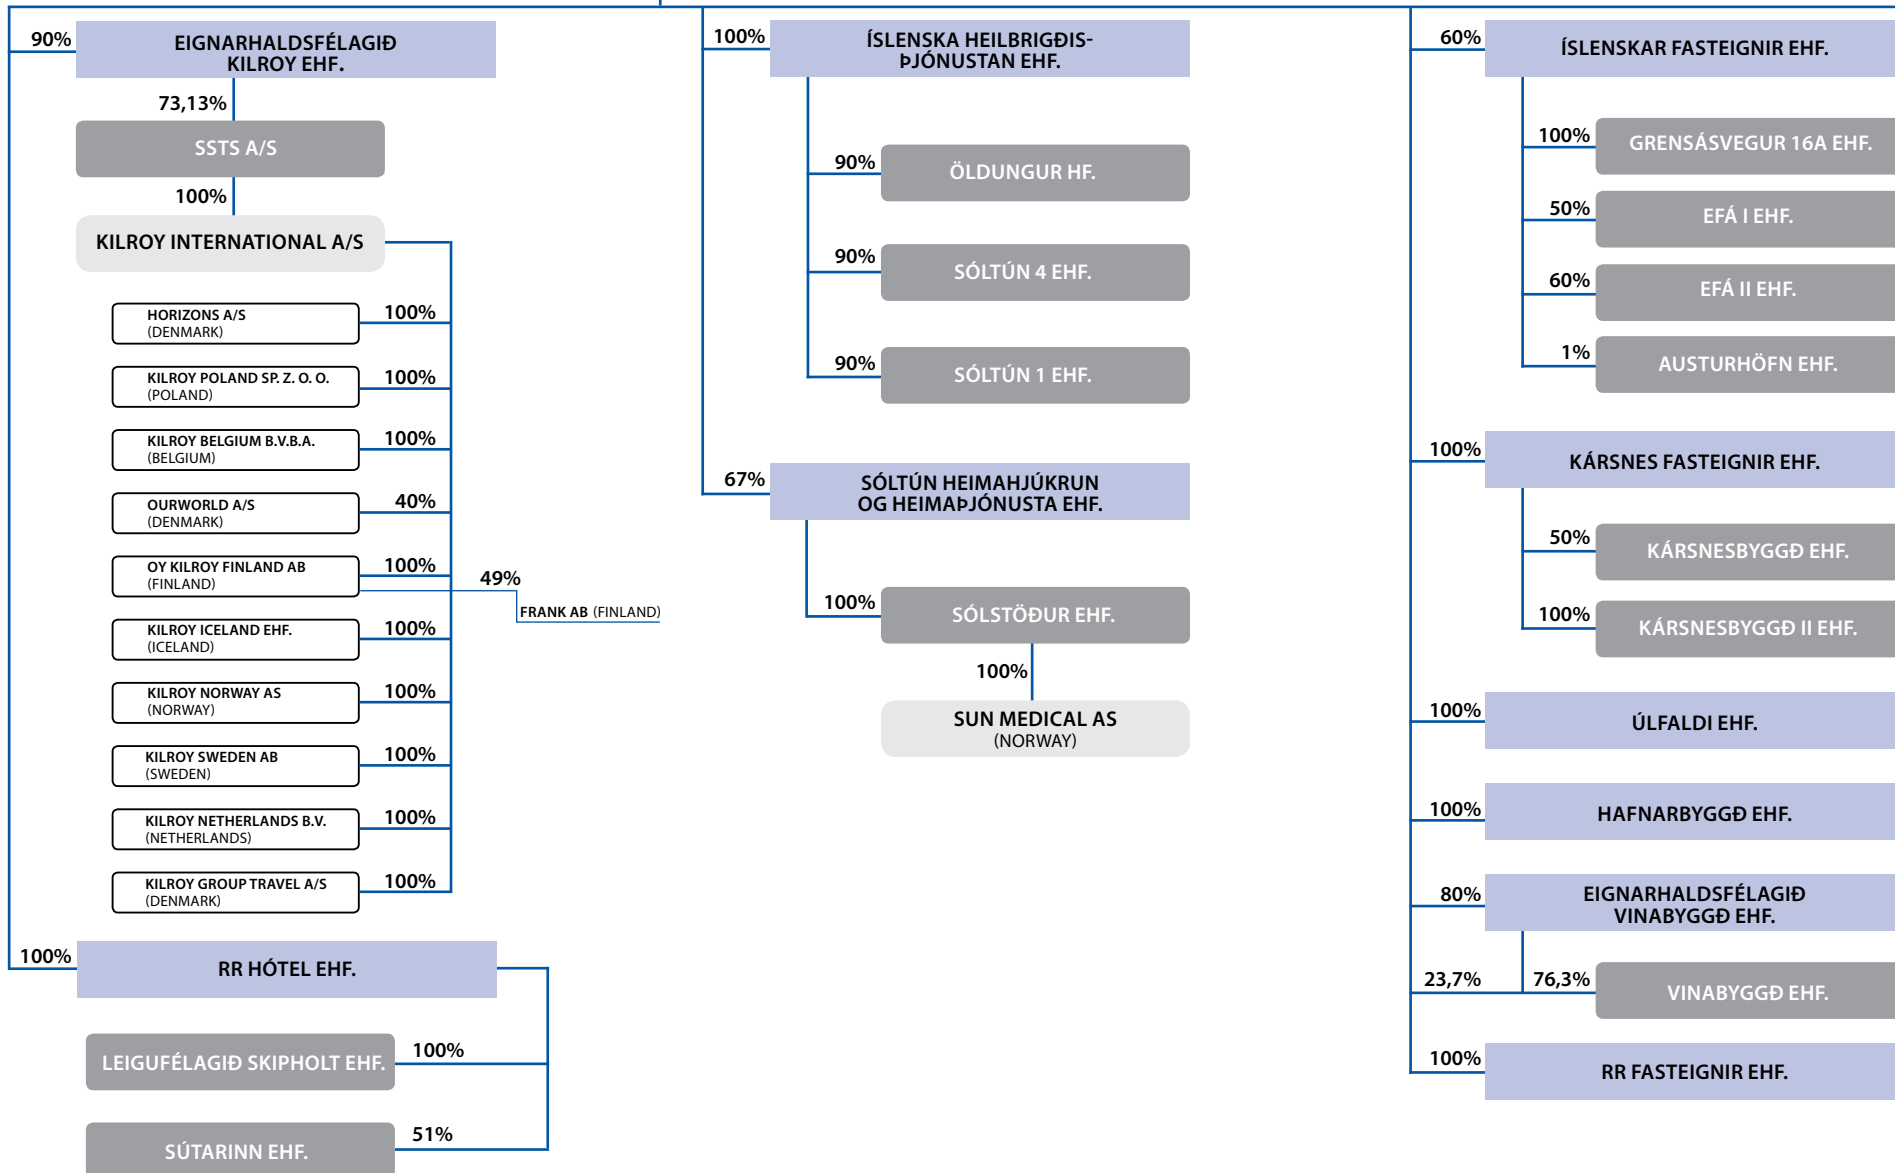 90%
EIGNARHALDSFÉLAGIÐ
KILROY EHF.
73,13%
SSTS A/S
100%
KILROY INTERNATIONAL A/S
HORIZONS A/S
(DENMARK)
100%
KILROY POLAND SP. Z. O. O.
(POLAND)
100%
KILROY BELGIUM B.V.B.A.
(BELGIUM)
100%
OURWORLD A/S
(DENMARK)
40%
OY KILROY FINLAND AB
(FINLAND)
100%
49%
FRANK AB (FINLAND)
KILROY ICELAND EHF.
(ICELAND)
100%
KILROY NORWAY AS
(NORWAY)
100%
KILROY SWEDEN AB
(SWEDEN)
100%
KILROY NETHERLANDS B.V.
(NETHERLANDS)
100%
KILROY GROUP TRAVEL A/S
(DENMARK)
100%
100%
RR HÓTEL EHF.
LEIGUFÉLAGIÐ SKIPHOLT EHF.
100%
SÚTARINN EHF.
51%
100%
ÍSLENSKA HEILBRIGÐIS-
ÞJÓNUSTAN EHF.
90%
ÖLDUNGUR HF.
90%
SÓLTÚN 4 EHF.
90%
SÓLTÚN 1 EHF.
67%
SÓLTÚN HEIMAHJÚKRUN
OG HEIMAÞJÓNUSTA EHF.
100%
SÓLSTÖÐUR EHF.
100%
SUN MEDICAL AS
(NORWAY)
60%
ÍSLENSKAR FASTEIGNIR EHF.
100%
GRENSÁSVEGUR 16A EHF.
50%
EFÁ I EHF.
60%
EFÁ II EHF.
1%
AUSTURHÖFN EHF.
100%
KÁRSNES FASTEIGNIR EHF.
50%
KÁRSNESBYGGÐ EHF.
100%
KÁRSNESBYGGÐ II EHF.
100%
ÚLFALDI EHF.
100%
HAFNARBYGGÐ EHF.
80%
EIGNARHALDSFÉLAGIÐ
VINABYGGÐ EHF.
23,7%
76,3%
VINABYGGÐ EHF.
100%
RR FASTEIGNIR EHF.